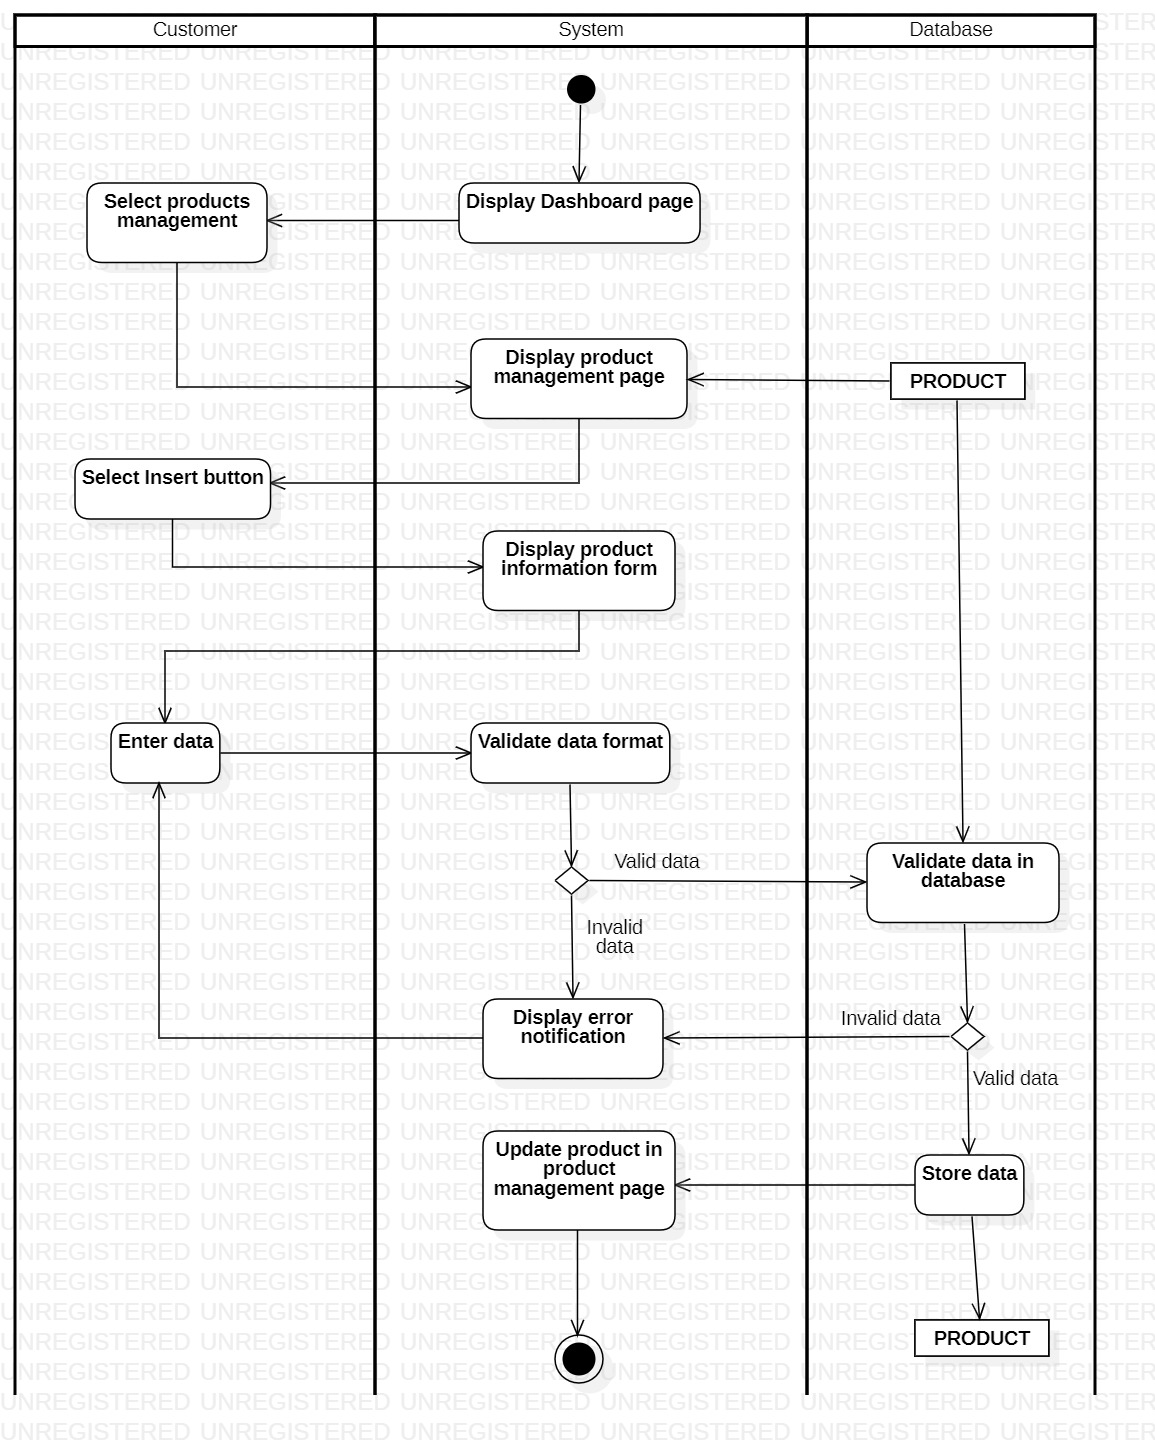 Customer
System
Database
Display Dashboard page
Select products
management
Display product
management page
PRODUCT
Select Insert button
Display product
information form
Enter data
Validate data format
Valid data
Validate data in
database
Invalid
data
Display error
notification
Invalid data
Valid data
Update product in
product
management page
Store data
PRODUCT
UNREGISTERED